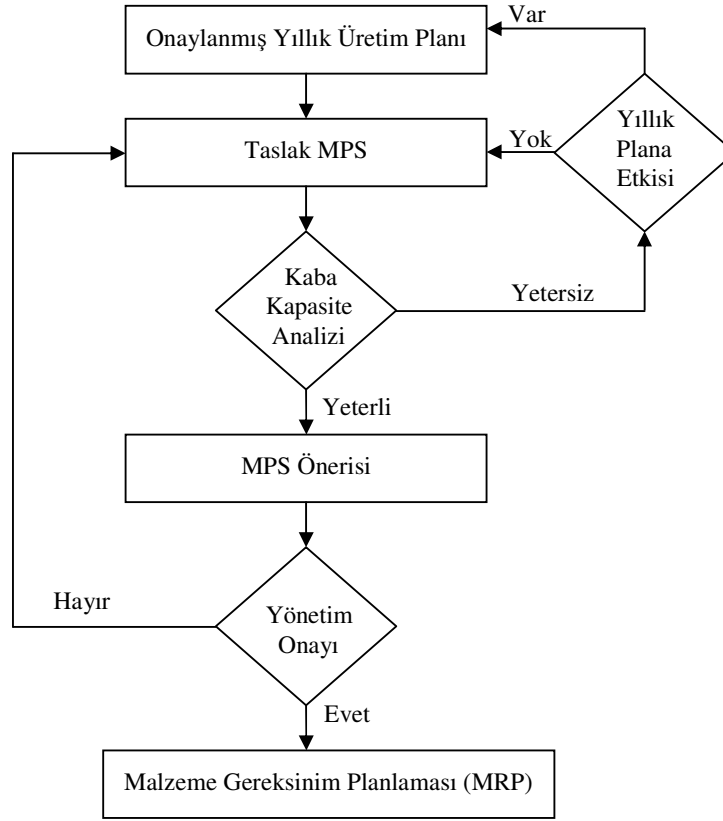 Onaylanmış Yıllık Üretim Planı
Var
Taslak MPS
Yok
Yıllık
Plana
Etkisi
Kaba
Kapasite
Analizi
Yetersiz
Yeterli
MPS Önerisi
Hayır
Yönetim
Onayı
Evet
Malzeme Gereksinim Planlaması (MRP)